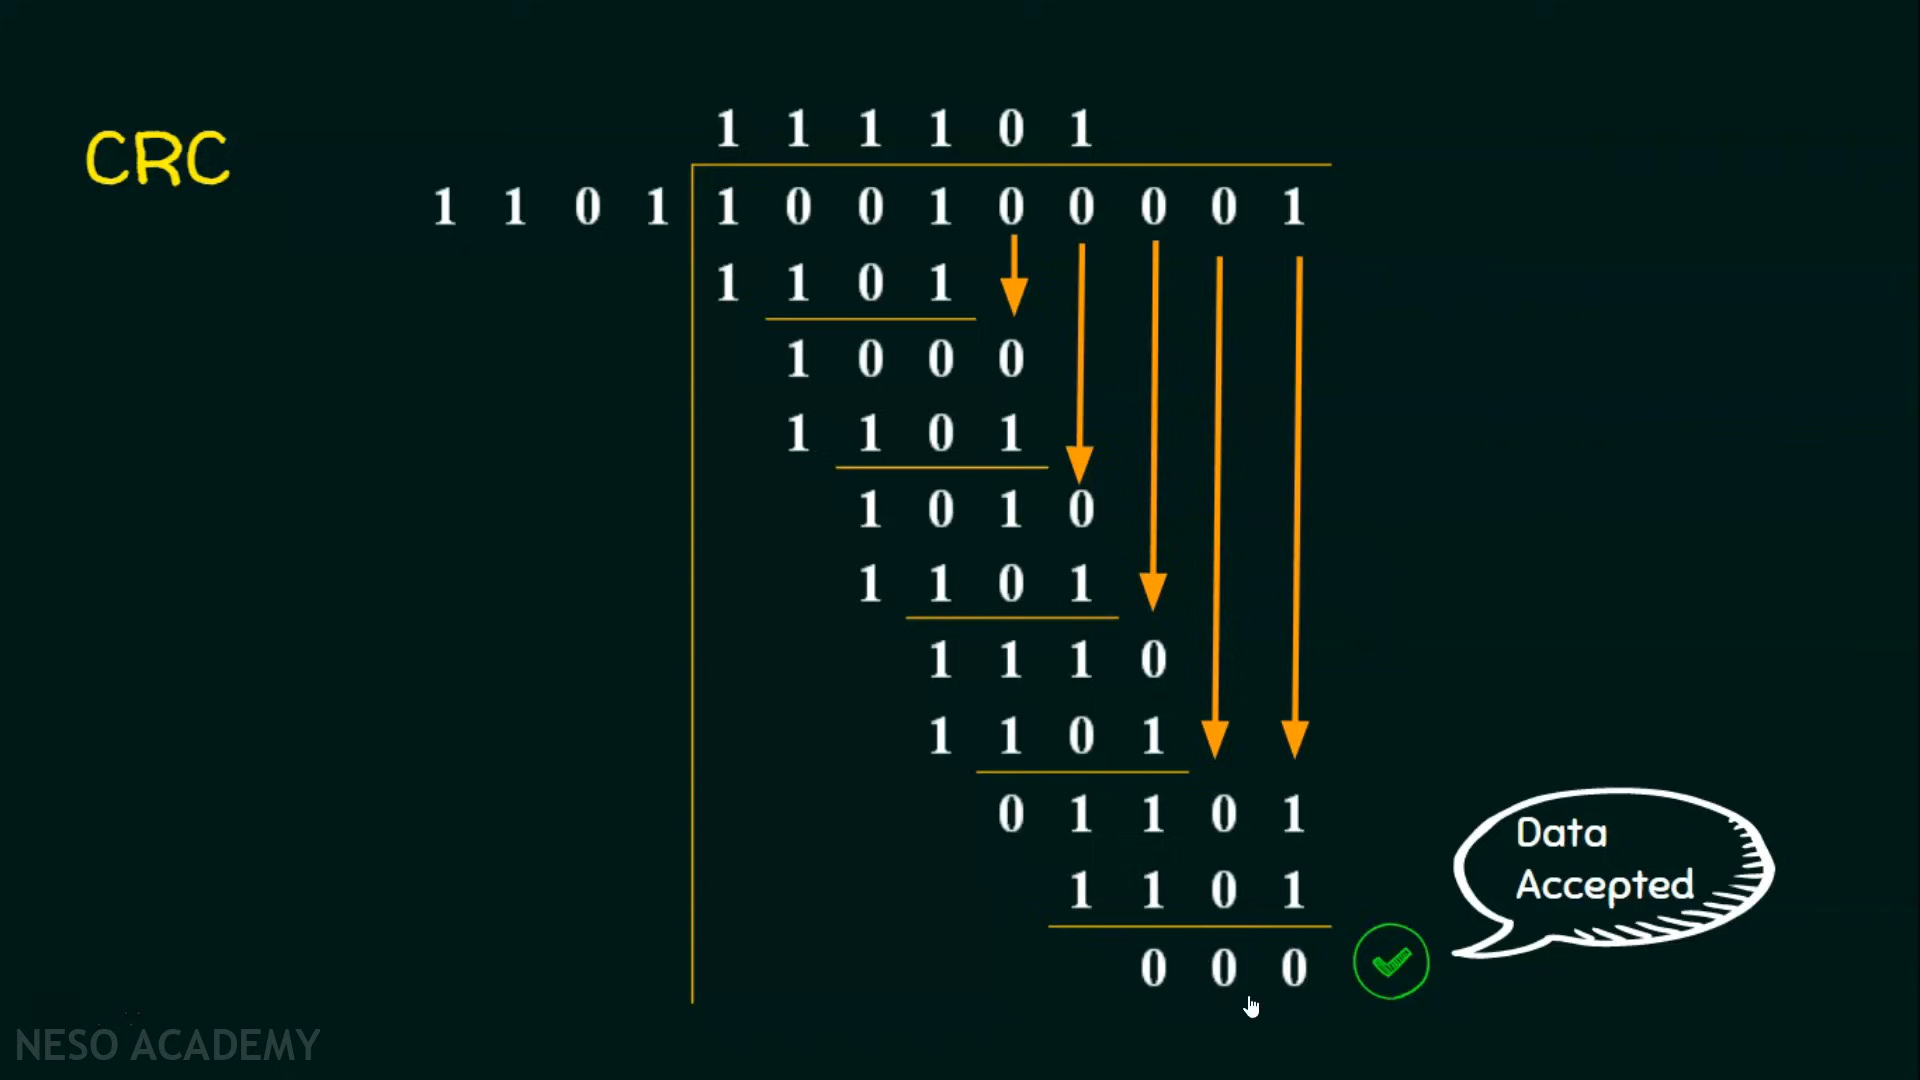 CRC
1 1 1 1 0 1
1 1 0 1 1 0 0 1 0 0 0 0 1
1 1 0 1
1 0 0 0
1 1 0 1
1 0 1 0
1 1 0 1
1 1 1 0
1 1 0 1
0 1 1 0 1
1 1 0 1
0 0 0
Data
Accepted
NESO ACADEMY